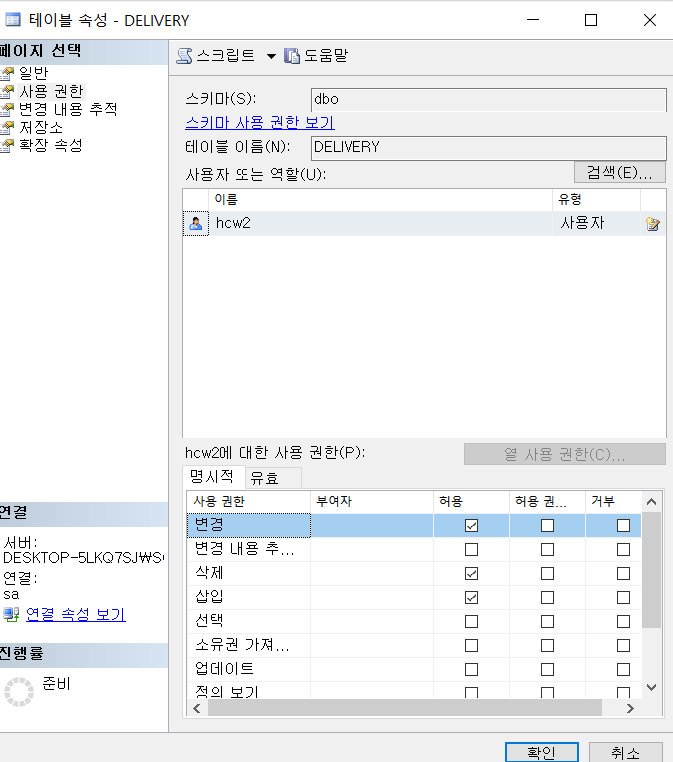 테이블 속성 - DELIVERY
페이지 선택
일반
사용 권한
변경 내용 추적
저장소
확장 속성
스크립트
도움말
스키마(S):
dbo
스키마 사용 권한 보기
테이블 이름(N):
DELIVERY
사용자 또는 역할(U):
검색(E)...
이름
유형
hcw2
사용자
hcw2에 대한 사용 권한(P):
열 사용 권한(C)...
명시적
유효
사용 권한
부여자
허용
허용 권...
거부
변경
변경 내용 추...
삭제
삽입
선택
소유권 가져...
업데이트
정의 보기
연결
서버:
DESKTOP-5LKQ7SJ₩S
연결:
sa
연결 속성 보기
진행률
준비
확인
취소